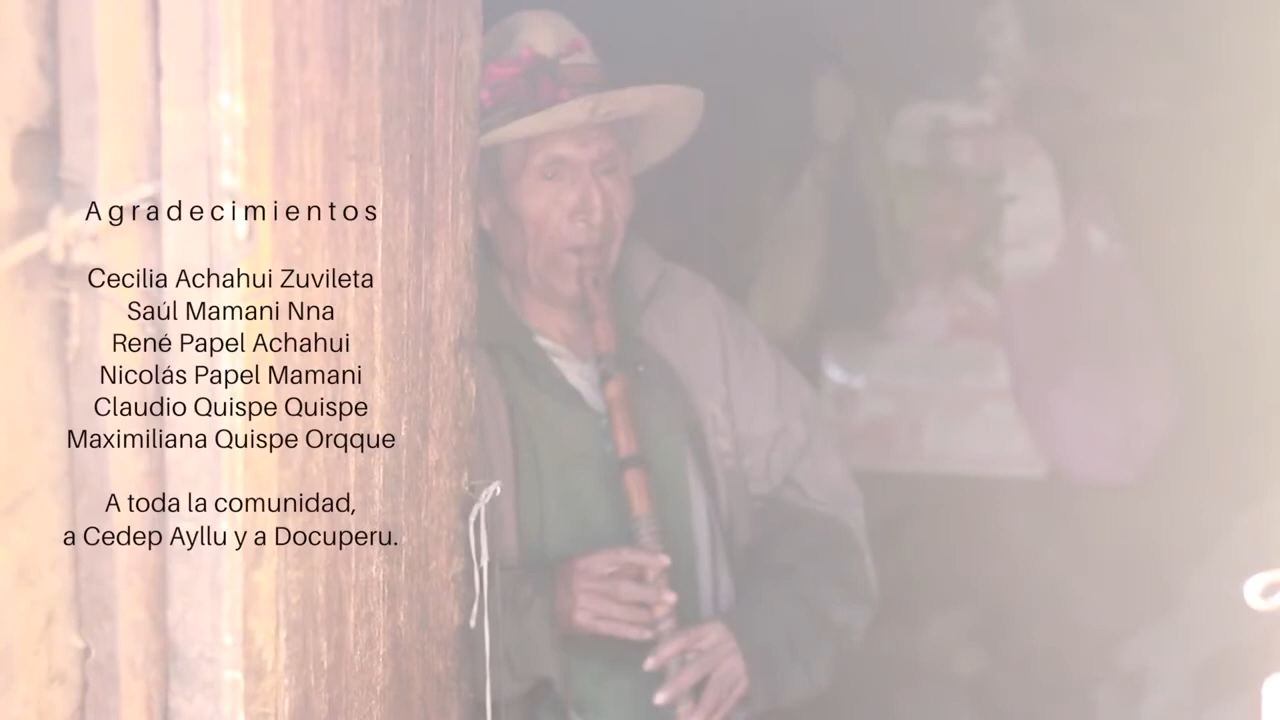 Agradecimientos
Cecilia Achahui Zuvileta
Saúl Mamani Nna
René Papel Achahui
Nicolás Papel Mamani
Claudio Quispe Quispe
Maximiliana Quispe Orqque
A toda la comunidad,
a Cedep Ayllu y a Docuperu.